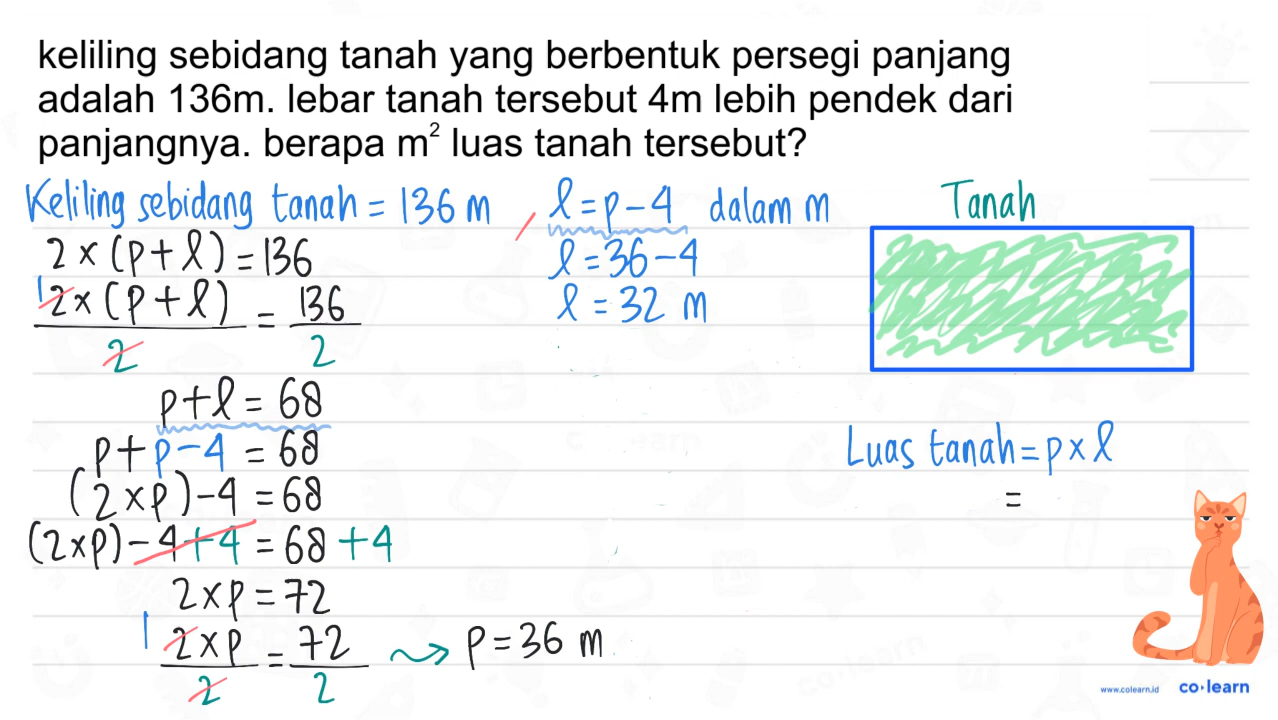 keliling sebidang tanah yang berbentuk persegi panjang
adalah 136m. lebar tanah tersebut 4m lebih pendek dari
panjangnya. berapa m² luas tanah tersebut?
Keliling sebidang tanah = 136 m
2 × (p + l) = 136
1 2 × (p + l) = 136
2 2
p + l = 68
p + p - 4 = 68
(2 × p) - 4 = 68
(2 × p) - 4 + 4 = 68 + 4
2 × p = 72
1 2 × p = 72 ⤳ p = 36 m
2 2
l = p - 4 dalam m
l = 36 - 4
l = 32 m
Tanah
Luas tanah = p × l
=
www.colearn.id co·learn